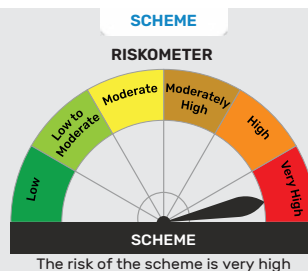 SCHEME
RISKOMETER
Low
Low to
Moderate
Moderate
Moderately
High
High
Very High
SCHEME
The risk of the scheme is very high